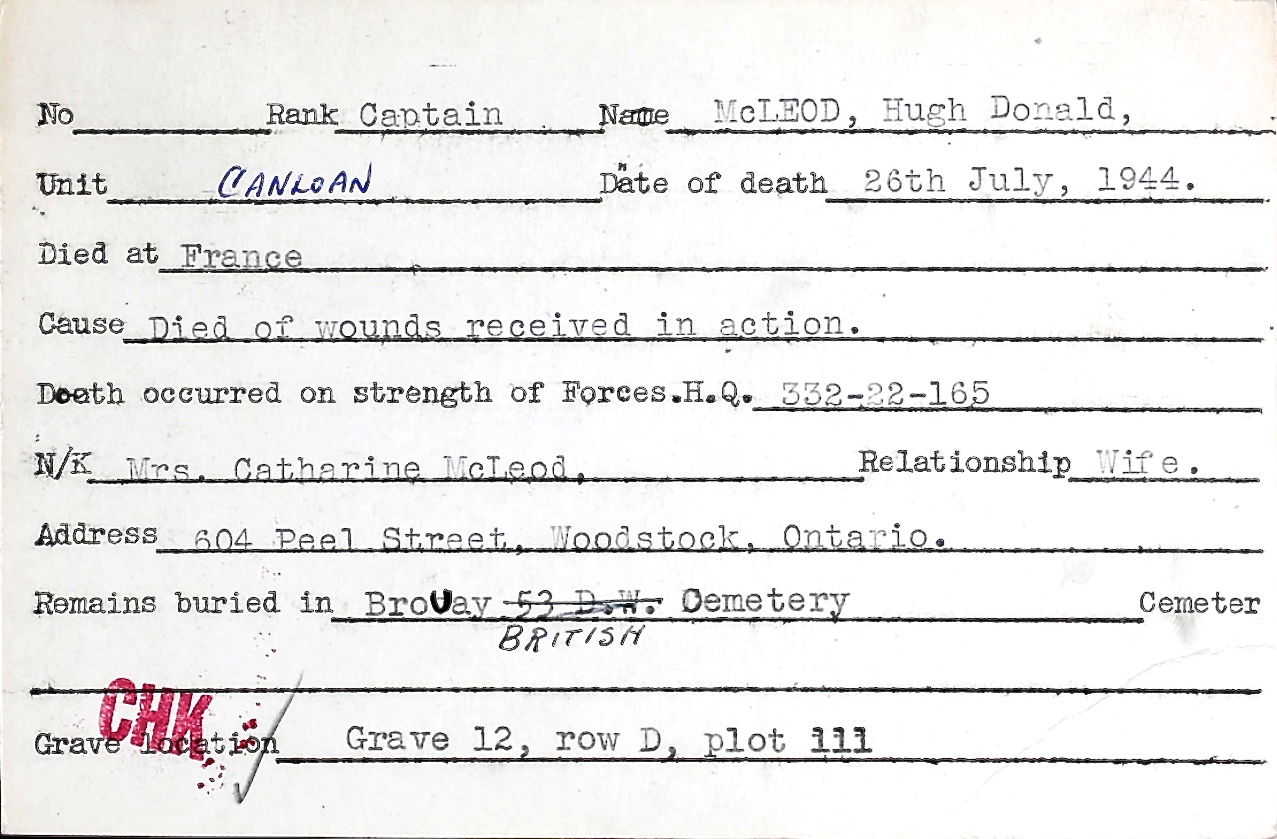 No Rank Captain Name McLEOD, Hugh Donald,
Unit CANLOAN Date of death 26th July, 1944.
Died at France
Cause Died of wounds received in action.
Death occurred on strength of Forces.H.Q. 332-22-165
N/K Mrs. Catharine McLeod, Relationship Wife.
Address 604 Peel Street, Woodstock, Ontario.
Remains buried in BroUay 53 D.W. Cemetery Cemeter
BRITISH
CHK
Grave location Grave 12, row D, plot 111